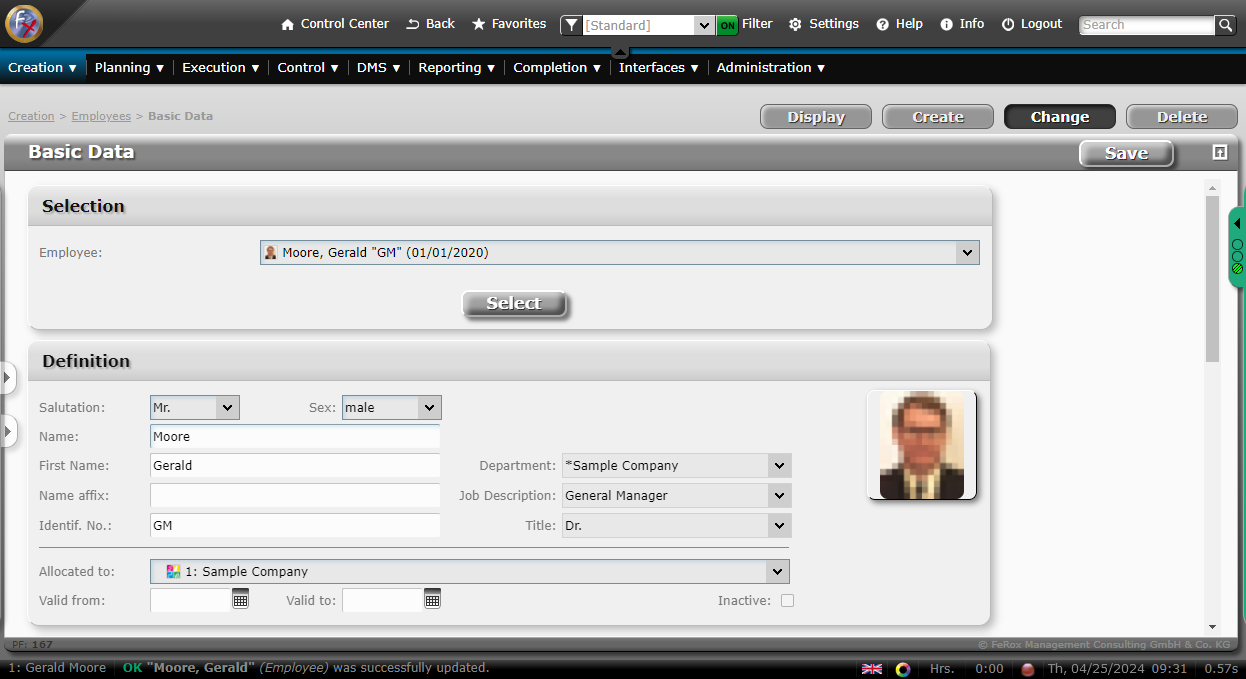 Control Center Back Favorites [Standard] ON Filter Settings Help Info Logout Search
Creation ▼ Planning ▼ Execution ▼ Control ▼ DMS ▼ Reporting ▼ Completion ▼ Interfaces ▼ Administration ▼
Creation > Employees > Basic Data Display Create Change Delete
Basic Data Save
Selection
Employee: Moore, Gerald "GM" (01/01/2020)
Select
Definition
Salutation: Mr. Sex: male
Name: Moore
First Name: Gerald Department: *Sample Company
Name affix: Job Description: General Manager
Identif. No.: GM Title: Dr.
Allocated to: 1: Sample Company
Valid from: Valid to: Inactive:
PF: 167 © FeRox Management Consulting GmbH & Co. KG
1: Gerald Moore OK "Moore, Gerald" (Employee) was successfully updated. Hrs. 0:00 Th, 04/25/2024 09:31 0.57s